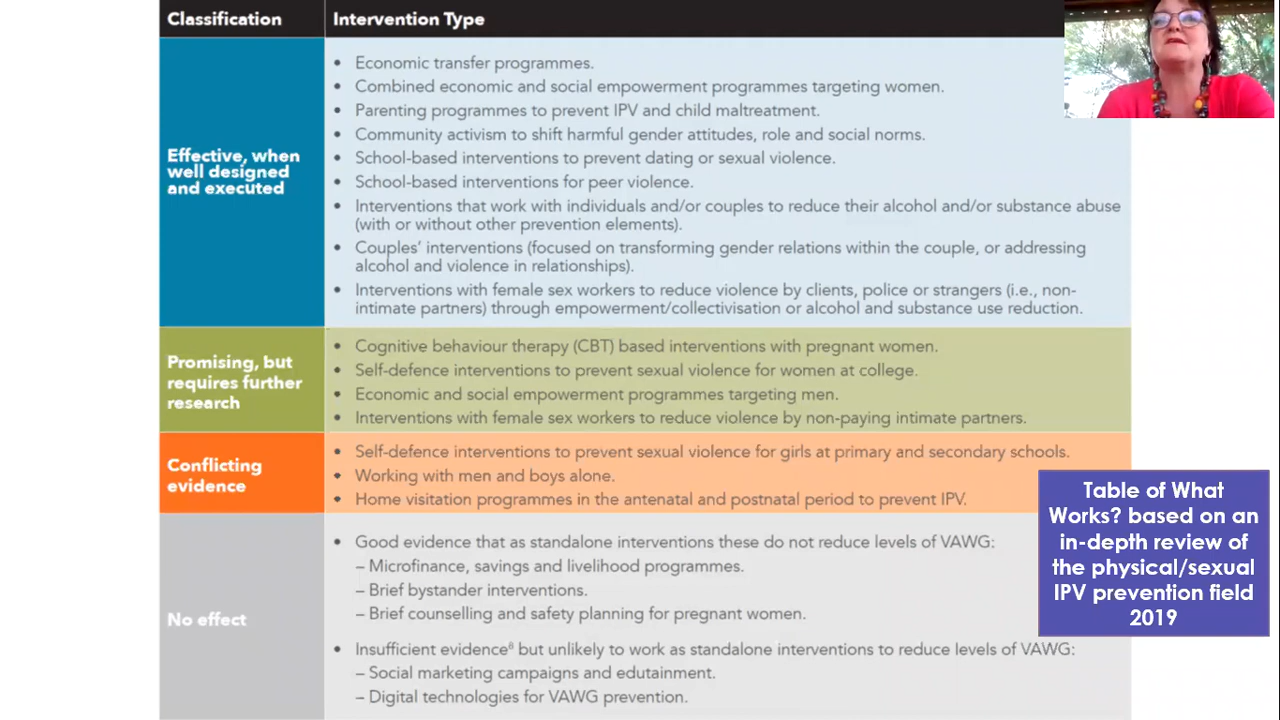 Classification
Intervention Type
Effective, when
well designed
and executed
• Economic transfer programmes.
• Combined economic and social empowerment programmes targeting women.
• Parenting programmes to prevent IPV and child maltreatment.
• Community activism to shift harmful gender attitudes, role and social norms.
• School-based interventions to prevent dating or sexual violence.
• School-based interventions for peer violence.
• Interventions that work with individuals and/or couples to reduce their alcohol and/or substance abuse
(with or without other prevention elements).
• Couples’ interventions (focused on transforming gender relations within the couple, or addressing
alcohol and violence in relationships).
• Interventions with female sex workers to reduce violence by clients, police or strangers (i.e., non-
intimate partners) through empowerment/collectivisation or alcohol and substance use reduction.
Promising, but
requires further
research
• Cognitive behaviour therapy (CBT) based interventions with pregnant women.
• Self-defence interventions to prevent sexual violence for women at college.
• Economic and social empowerment programmes targeting men.
• Interventions with female sex workers to reduce violence by non-paying intimate partners.
Conflicting
evidence
• Self-defence interventions to prevent sexual violence for girls at primary and secondary schools.
• Working with men and boys alone.
• Home visitation programmes in the antenatal and postnatal period to prevent IPV.
No effect
• Good evidence that as standalone interventions these do not reduce levels of VAWG:
– Microfinance, savings and livelihood programmes.
– Brief bystander interventions.
– Brief counselling and safety planning for pregnant women.
• Insufficient evidence⁸ but unlikely to work as standalone interventions to reduce levels of VAWG:
– Social marketing campaigns and edutainment.
– Digital technologies for VAWG prevention.
Table of What
Works? based on an
in-depth review of
the physical/sexual
IPV prevention field
2019